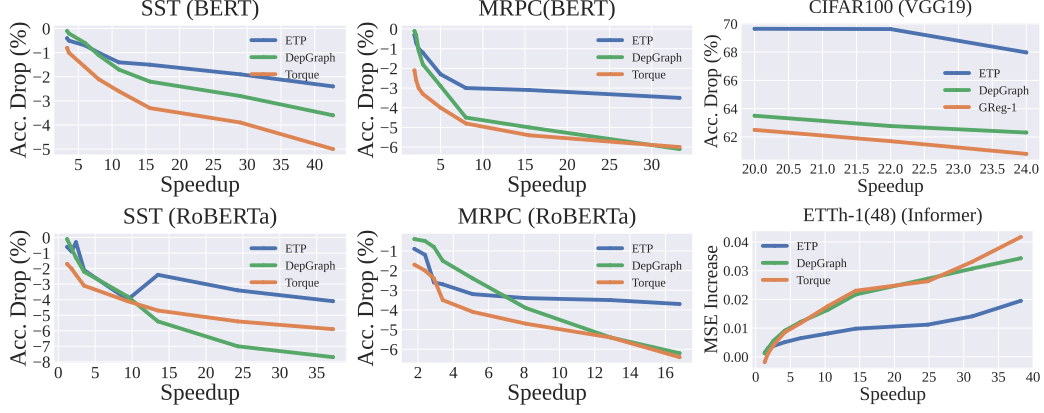 SST (BERT)
Acc. Drop (%)
0
−1
−2
−3
−4
−5
ETP
DepGraph
Torque
5 10 15 20 25 30 35 40
Speedup
MRPC(BERT)
Acc. Drop (%)
0
−1
−2
−3
−4
−5
−6
ETP
DepGraph
Torque
5 10 15 20 25 30
Speedup
CIFAR100 (VGG19)
Acc. Drop (%)
70
68
66
64
62
ETP
DepGraph
GReg-1
20.0 20.5 21.0 21.5 22.0 22.5 23.0 23.5 24.0
Speedup
SST (RoBERTa)
Acc. Drop (%)
0
−1
−2
−3
−4
−5
−6
−7
−8
ETP
DepGraph
Torque
0 5 10 15 20 25 30 35
Speedup
MRPC (RoBERTa)
Acc. Drop (%)
−1
−2
−3
−4
−5
−6
ETP
DepGraph
Torque
2 4 6 8 10 12 14 16
Speedup
ETTh-1(48) (Informer)
MSE Increase
0.04
0.03
0.02
0.01
0.00
ETP
DepGraph
Torque
0 5 10 15 20 25 30 35 40
Speedup